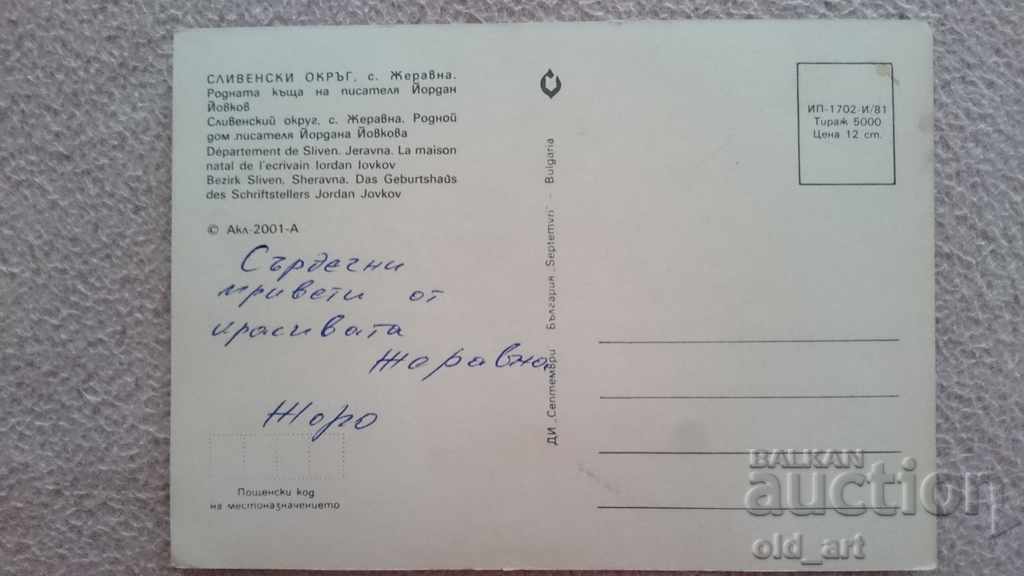 СЛИВЕНСКИ ОКРЪГ, с. Жеравна.
Родната къща на писателя Йордан
Йовков
Сливенский округ, с. Жеравна. Родной
дом писателя Йордана Йовкова
Département de Sliven. Jeravna. La maison
natal de l'ecrivain Iordan Iovkov
Bezirk Sliven. Sheravna. Das Geburtshaus
des Schriftstellers Jordan Jovkov
© Акл-2001-А
Сърдечни
привети от
красивата
Жеравна
Жоро
Пощенски код
на местоназначението
ДИ „Септември" България „Septemvri" - Bulgaria
ИП-1702-И/81
Тираж 5000
Цена 12 ст.
BALKAN
auction
old_art